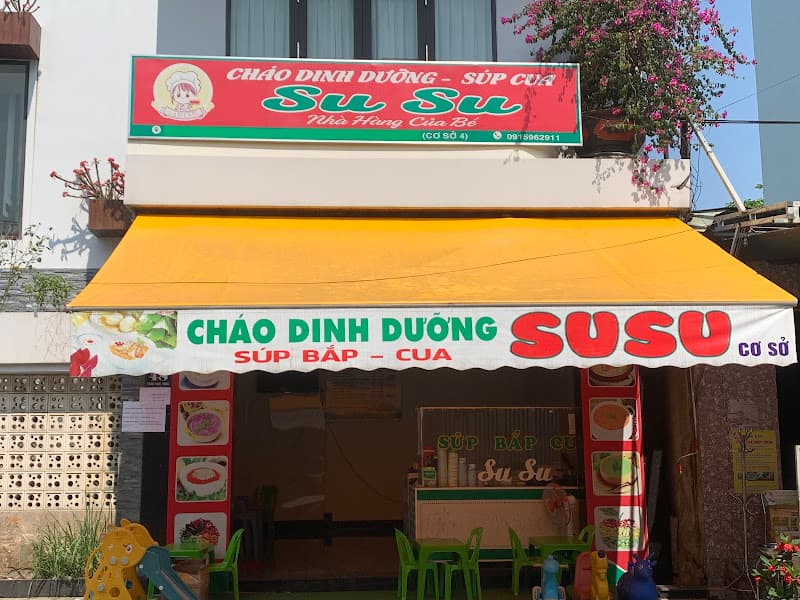 CHÁO DINH DƯỠNG - SÚP CUA
Su Su
Nhà Hàng Của Bé
(CƠ SỞ 4)
0915962911
CHÁO DINH DƯỠNG
SÚP BẮP - CUA
SUSU
CƠ SỞ
SÚP BẮP CU
Su Su